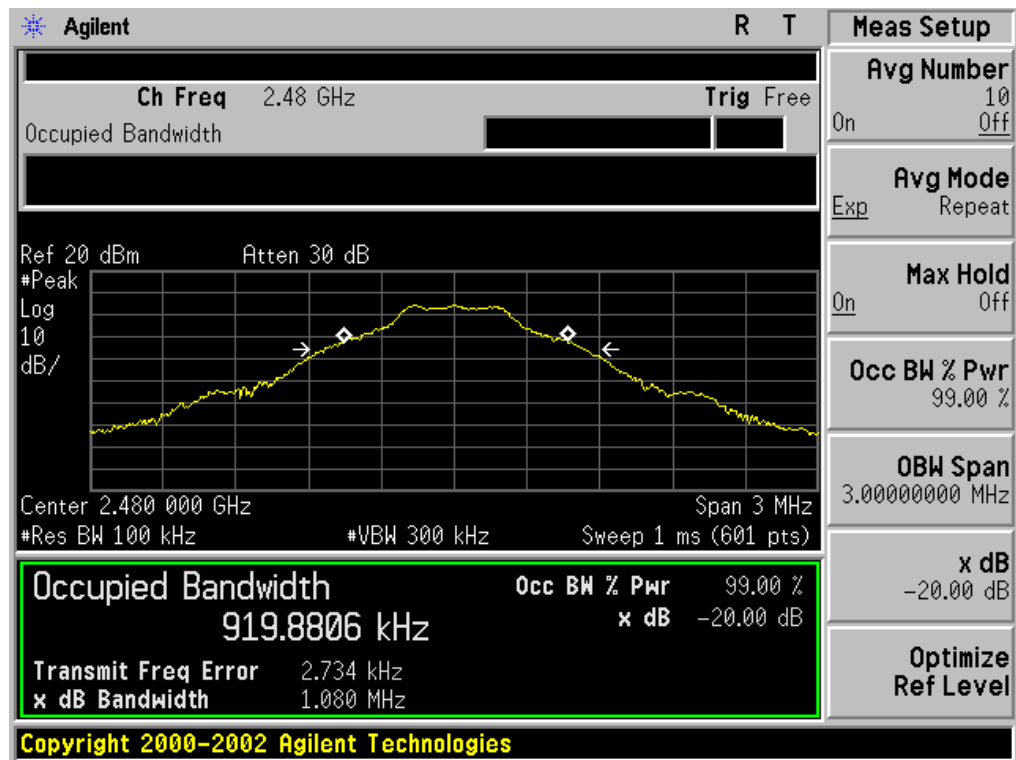 Agilent R T Meas Setup
Ch Freq 2.48 GHz Trig Free
Occupied Bandwidth
Ref 20 dBm Atten 30 dB
#Peak
Log
10
dB/
Center 2.480 000 GHz Span 3 MHz
#Res BW 100 kHz #VBW 300 kHz Sweep 1 ms (601 pts)
Occupied Bandwidth Occ BW % Pwr 99.00 %
919.8806 kHz x dB -20.00 dB
Transmit Freq Error 2.734 kHz
x dB Bandwidth 1.080 MHz
Avg Number
10
On Off
Avg Mode
Exp Repeat
Max Hold
On Off
Occ BW % Pwr
99.00 %
OBW Span
3.00000000 MHz
x dB
-20.00 dB
Optimize
Ref Level
Copyright 2000-2002 Agilent Technologies